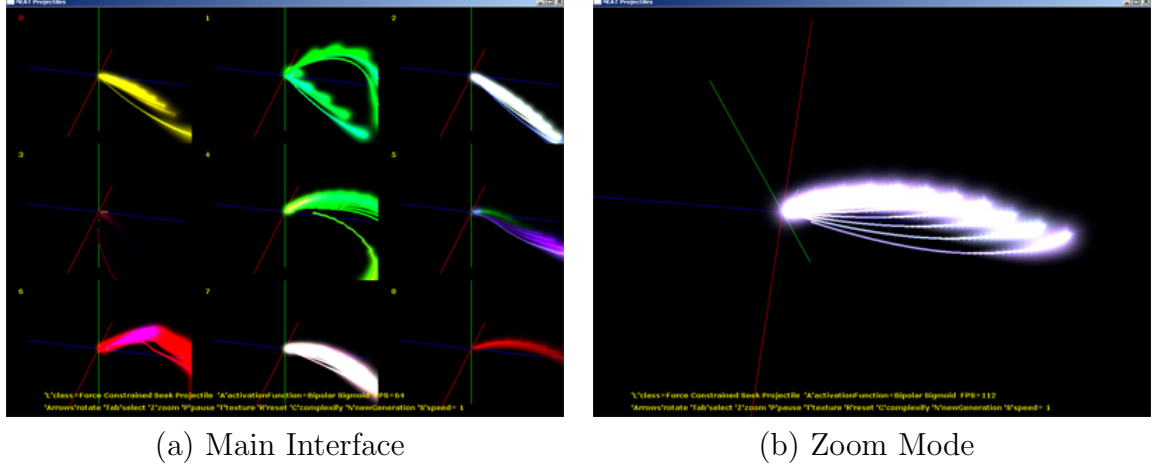 NEAT Projectiles
NEAT Projectiles
0 1 2
3 4 5
6 7 8
'L'class=Force Constrained Seek Projectile 'A'activationFunction=Bipolar Sigmoid FPS=64
'Arrows'rotate 'Tab'select 'Z'zoom 'P'pause 'T'texture 'R'reset 'C'complexify 'N'newGeneration 'S'speed= 1
'L'class=Force Constrained Seek Projectile 'A'activationFunction=Bipolar Sigmoid FPS=112
'Arrows'rotate 'Tab'select 'Z'zoom 'P'pause 'T'texture 'R'reset 'C'complexify 'N'newGeneration 'S'speed= 1
(a) Main Interface
(b) Zoom Mode